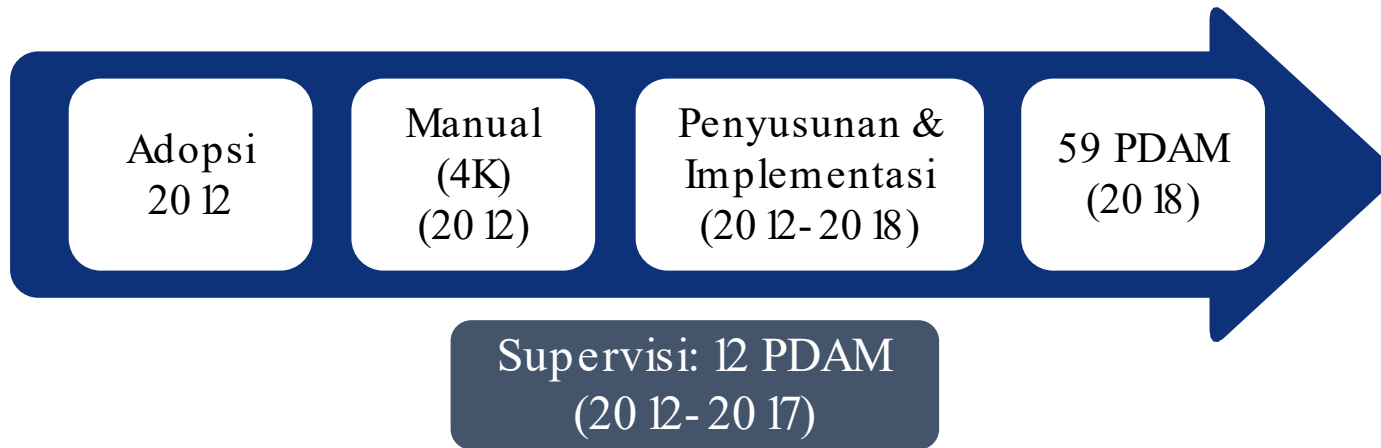 Adopsi
2012
Manual
(4K)
(2012)
Penyusunan &
Implementasi
(2012-2018)
59 PDAM
(2018)
Supervisi: 12 PDAM
(2012-2017)